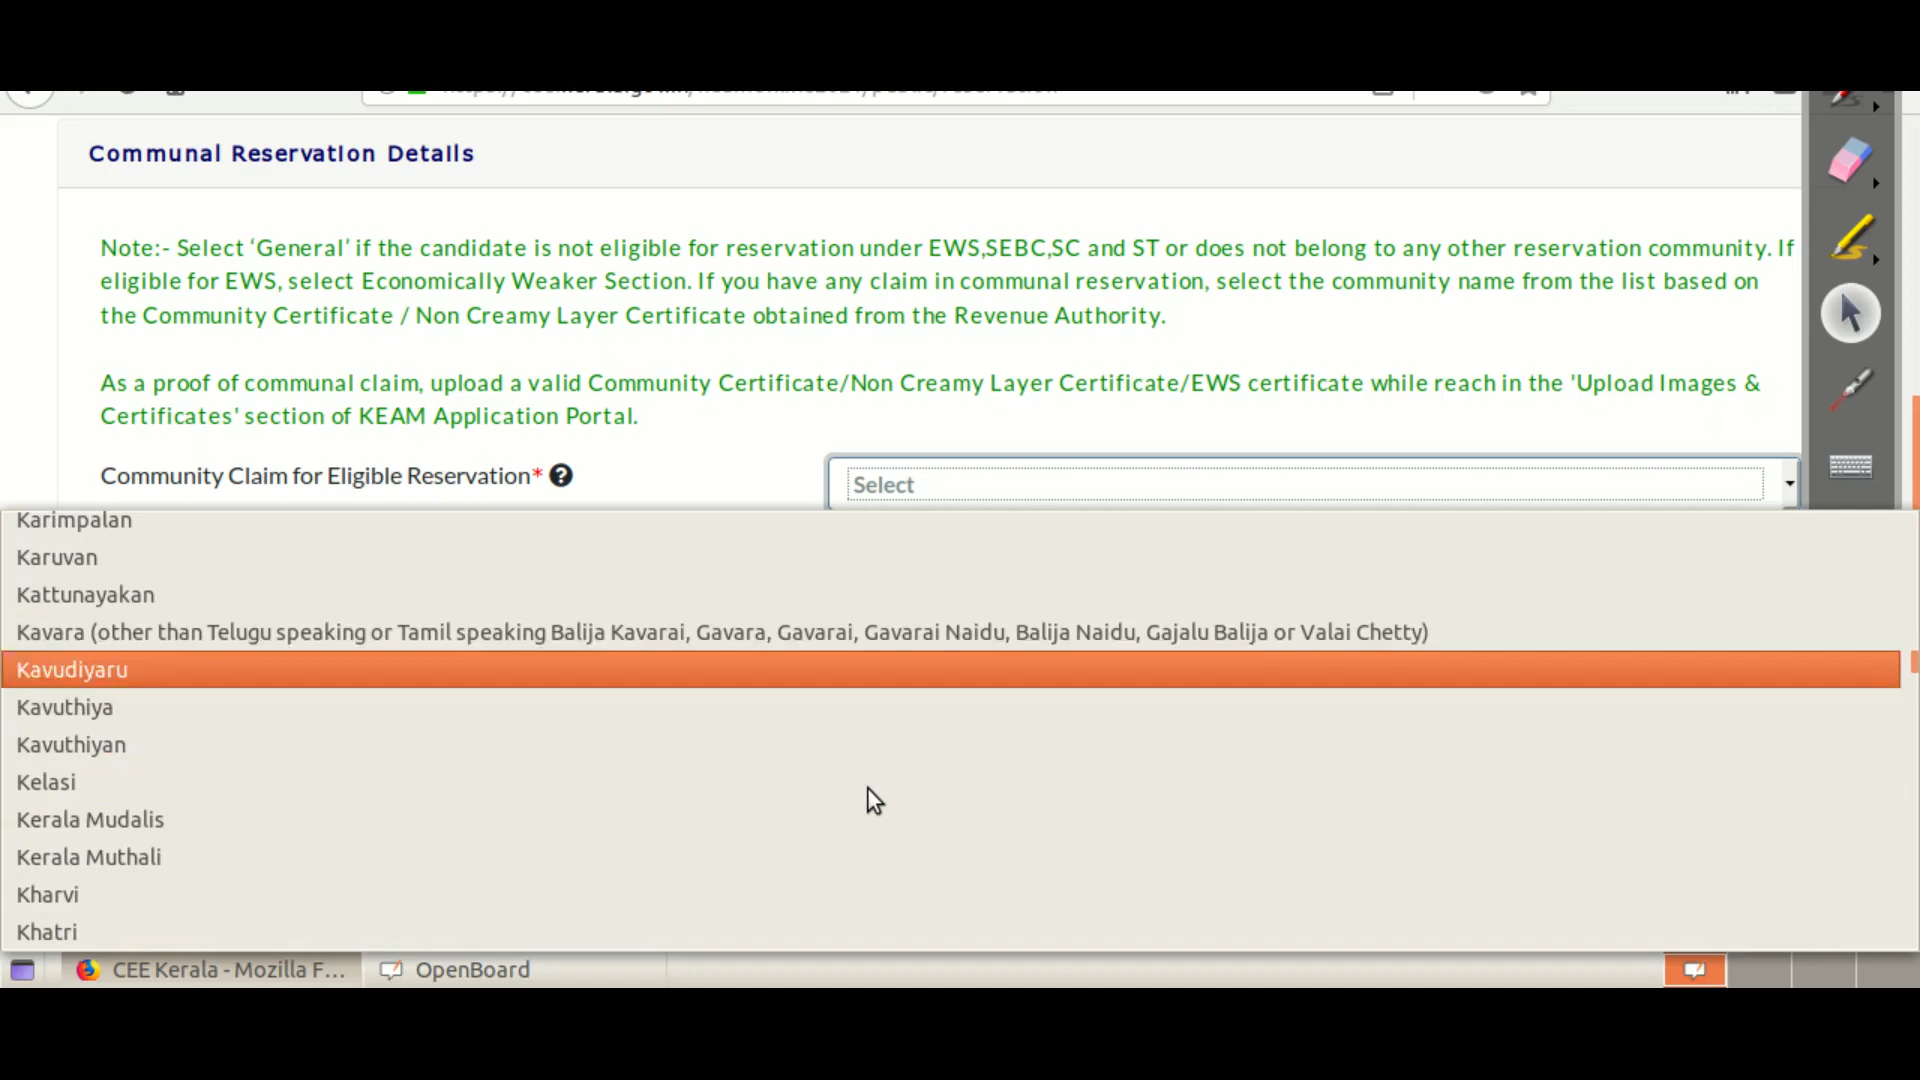 Communal Reservation Details
Note:- Select ‘General’ if the candidate is not eligible for reservation under EWS,SEBC,SC and ST or does not belong to any other reservation community. If
eligible for EWS, select Economically Weaker Section. If you have any claim in communal reservation, select the community name from the list based on
the Community Certificate / Non Creamy Layer Certificate obtained from the Revenue Authority.
As a proof of communal claim, upload a valid Community Certificate/Non Creamy Layer Certificate/EWS certificate while reach in the 'Upload Images &
Certificates' section of KEAM Application Portal.
Community Claim for Eligible Reservation* ?
Select
Karimpalan
Karuvan
Kattunayakan
Kavara (other than Telugu speaking or Tamil speaking Balija Kavarai, Gavara, Gavarai, Gavarai Naidu, Balija Naidu, Gajalu Balija or Valai Chetty)
Kavudiyaru
Kavuthiya
Kavuthiyan
Kelasi
Kerala Mudalis
Kerala Muthali
Kharvi
Khatri
CEE Kerala - Mozilla F...
OpenBoard